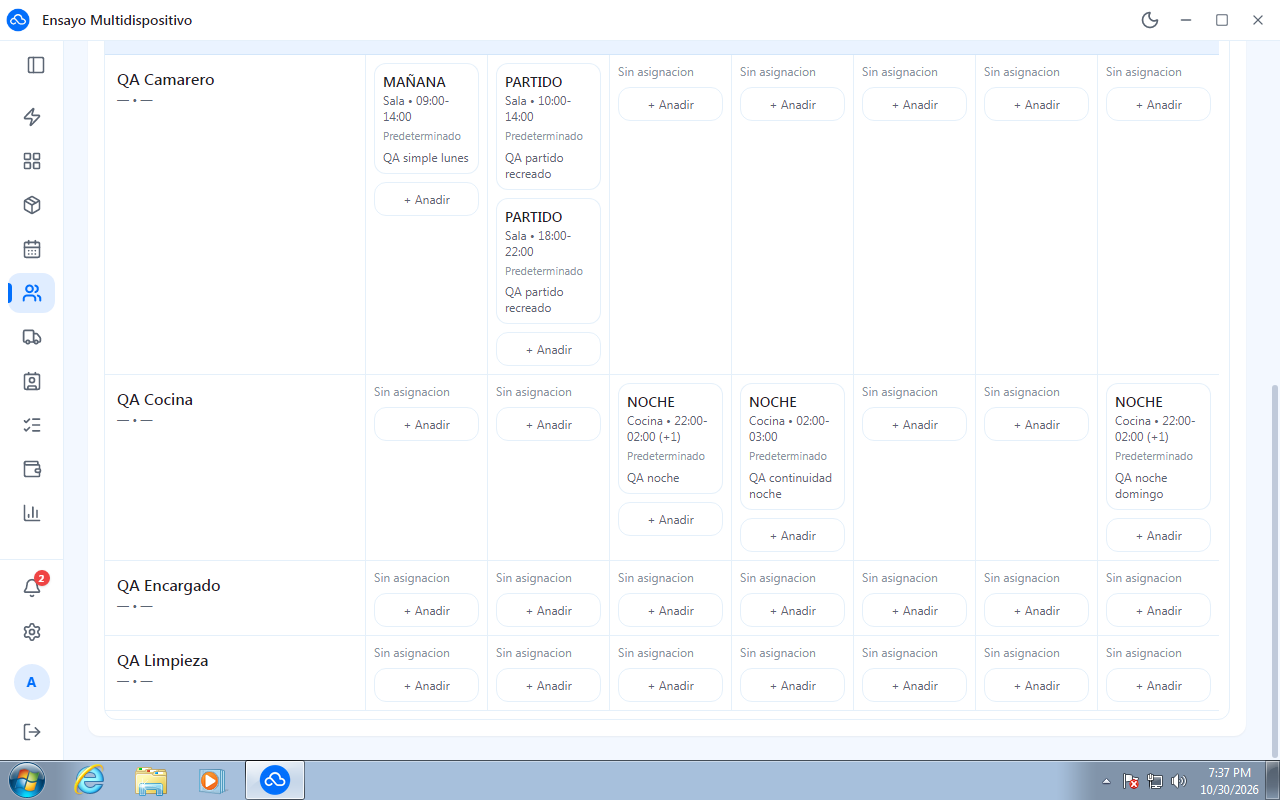 Ensayo Multidispositivo
QA Camarero
— • —
MAÑANA
Sala • 09:00-
14:00
Predeterminado
QA simple lunes
+ Anadir
PARTIDO
Sala • 10:00-
14:00
Predeterminado
QA partido
recreado
PARTIDO
Sala • 18:00-
22:00
Predeterminado
QA partido
recreado
+ Anadir
Sin asignacion
+ Anadir
Sin asignacion
+ Anadir
Sin asignacion
+ Anadir
Sin asignacion
+ Anadir
Sin asignacion
+ Anadir
QA Cocina
— • —
Sin asignacion
+ Anadir
Sin asignacion
+ Anadir
NOCHE
Cocina • 22:00-
02:00 (+1)
Predeterminado
QA noche
+ Anadir
NOCHE
Cocina • 02:00-
03:00
Predeterminado
QA continuidad
noche
+ Anadir
Sin asignacion
+ Anadir
Sin asignacion
+ Anadir
NOCHE
Cocina • 22:00-
02:00 (+1)
Predeterminado
QA noche
domingo
+ Anadir
QA Encargado
— • —
Sin asignacion
+ Anadir
Sin asignacion
+ Anadir
Sin asignacion
+ Anadir
Sin asignacion
+ Anadir
Sin asignacion
+ Anadir
Sin asignacion
+ Anadir
Sin asignacion
+ Anadir
QA Limpieza
— • —
Sin asignacion
+ Anadir
Sin asignacion
+ Anadir
Sin asignacion
+ Anadir
Sin asignacion
+ Anadir
Sin asignacion
+ Anadir
Sin asignacion
+ Anadir
Sin asignacion
+ Anadir
2
A
7:37 PM
10/30/2026